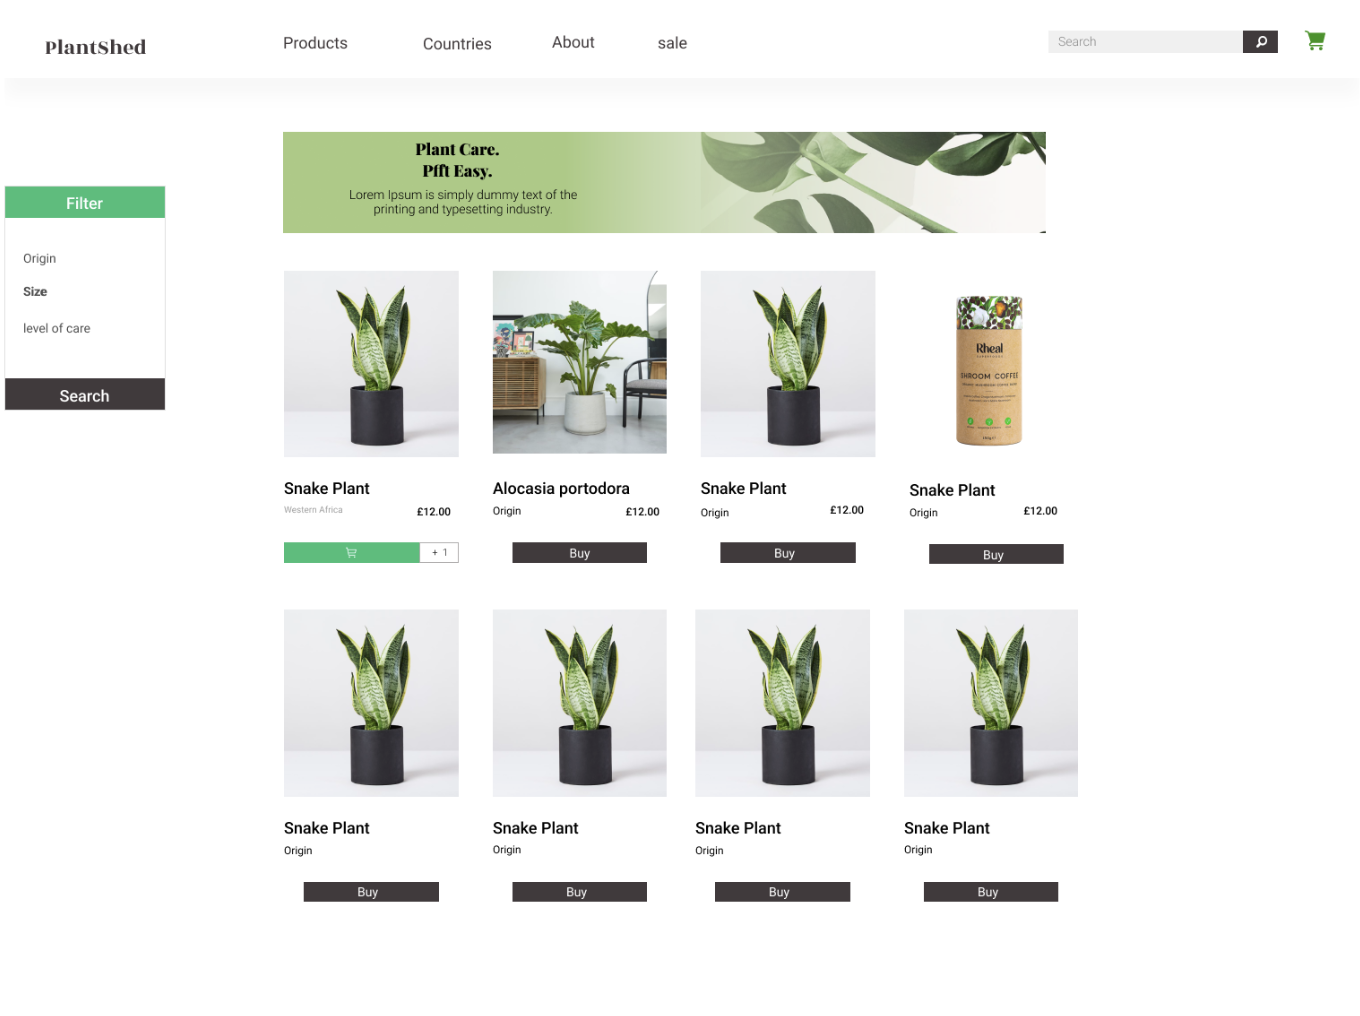 PlantShed
Products
Countries
About
sale
Search
Plant Care.
Pfft Easy.
Lorem Ipsum is simply dummy text of the
printing and typesetting industry.
Filter
Origin
Size
level of care
Search
Rheal
SHROOM COFFEE
Snake Plant
Western Africa
£12.00
+ 1
Alocasia portodora
Origin
£12.00
Buy
Snake Plant
Origin
£12.00
Buy
Snake Plant
Origin
£12.00
Buy
Snake Plant
Origin
Buy
Snake Plant
Origin
Buy
Snake Plant
Origin
Buy
Snake Plant
Origin
Buy